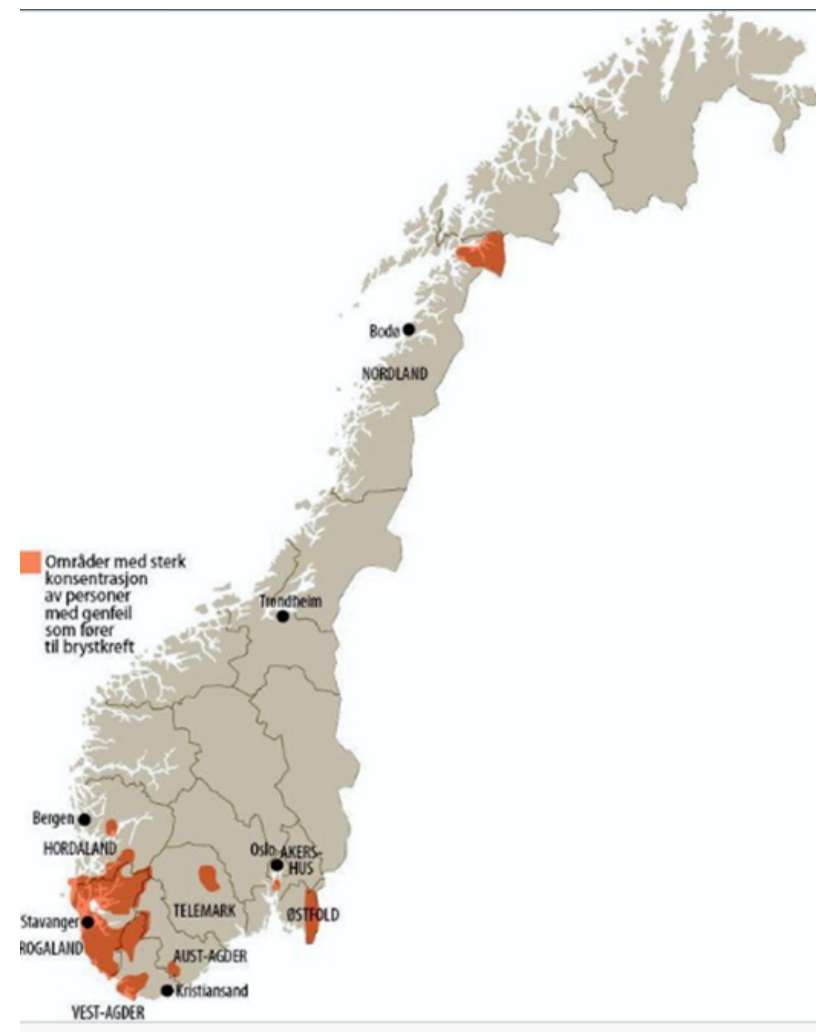 Bodø
NORDLAND
Områder med sterk
konsentrasjon
av personer
med genfeil
som fører
til brystkreft
Trondheim
Bergen
HORDALAND
Oslo
AKERS-
HUS
TELEMARK
ØSTFOLD
Stavanger
ROGALAND
AUST-AGDER
Kristiansand
VEST-AGDER